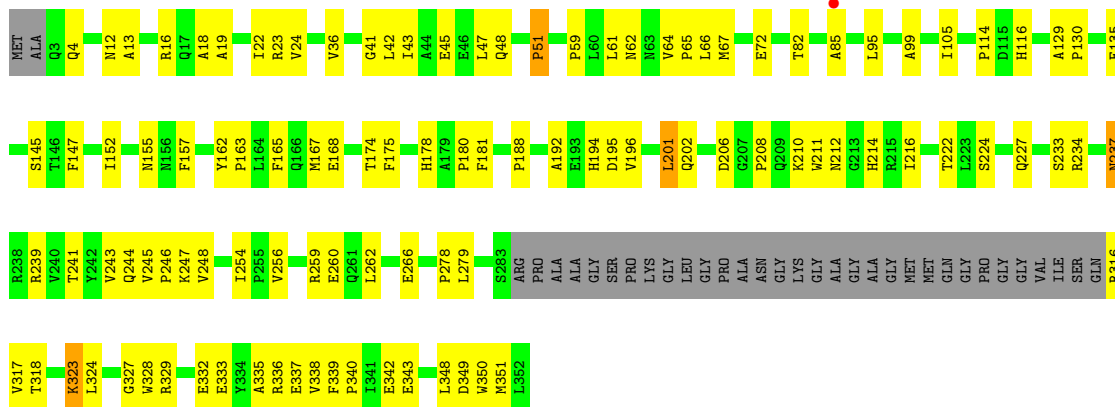 MET ALA Q3 Q4 N12 A13 R16 Q17 A18 A19 I22 R23 V24 V36 G41 L42 I43 A44 E45 E46 L47 Q48 P51 P59 L60 L61 N62 N63 V64 P65 L66 M67 E72 T82 A85 L95 A99 I105 P114 D115 H116 A129 P130
S145 T146 F147 I152 N155 N156 F157 Y162 P163 L164 F165 Q166 M167 E168 T174 F175 H178 A179 P180 F181 P188 A192 E193 H194 D195 V196 L201 Q202 D206 G207 P208 Q209 K210 W211 N212 G213 H214 R215 I216 T222 L223 S224 Q227 S233 R234 N237
R238 R239 V240 T241 Y242 V243 Q244 V245 P246 K247 V248 I254 P255 V256 R259 E260 Q261 L262 E266 P278 L279 S283 ARG PRO ALA ALA GLY SER PRO LYS GLY LEU GLY PRO ALA ASN GLY LYS GLY ALA GLY ALA GLY MET MET GLN GLY PRO GLY GLY VAL ILE SER GLN R316
V317 T318 K323 L324 G327 W328 R329 E332 E333 Y334 A335 R336 E337 V338 F339 P340 I341 E342 E343 L348 D349 W350 M351 L352